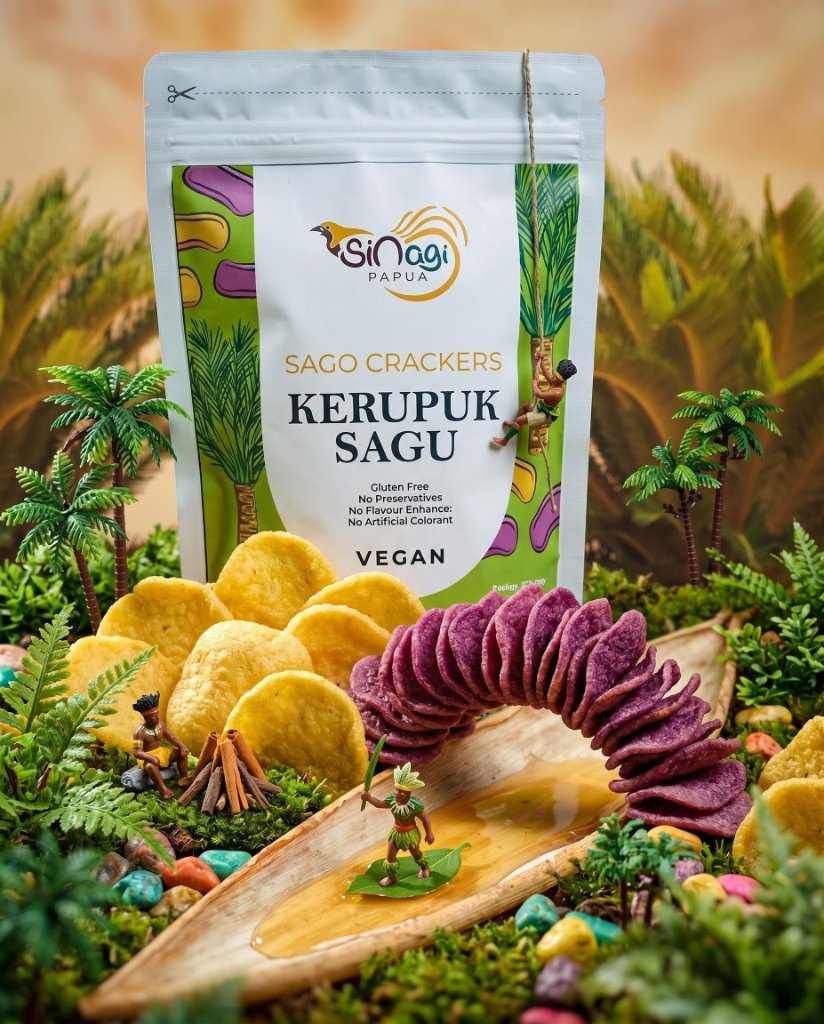 SiNagi
PAPUA
SAGO CRACKERS
KERUPUK
SAGU
Gluten Free
No Preservatives
No Flavour Enhance:
No Artificial Colorant
VEGAN